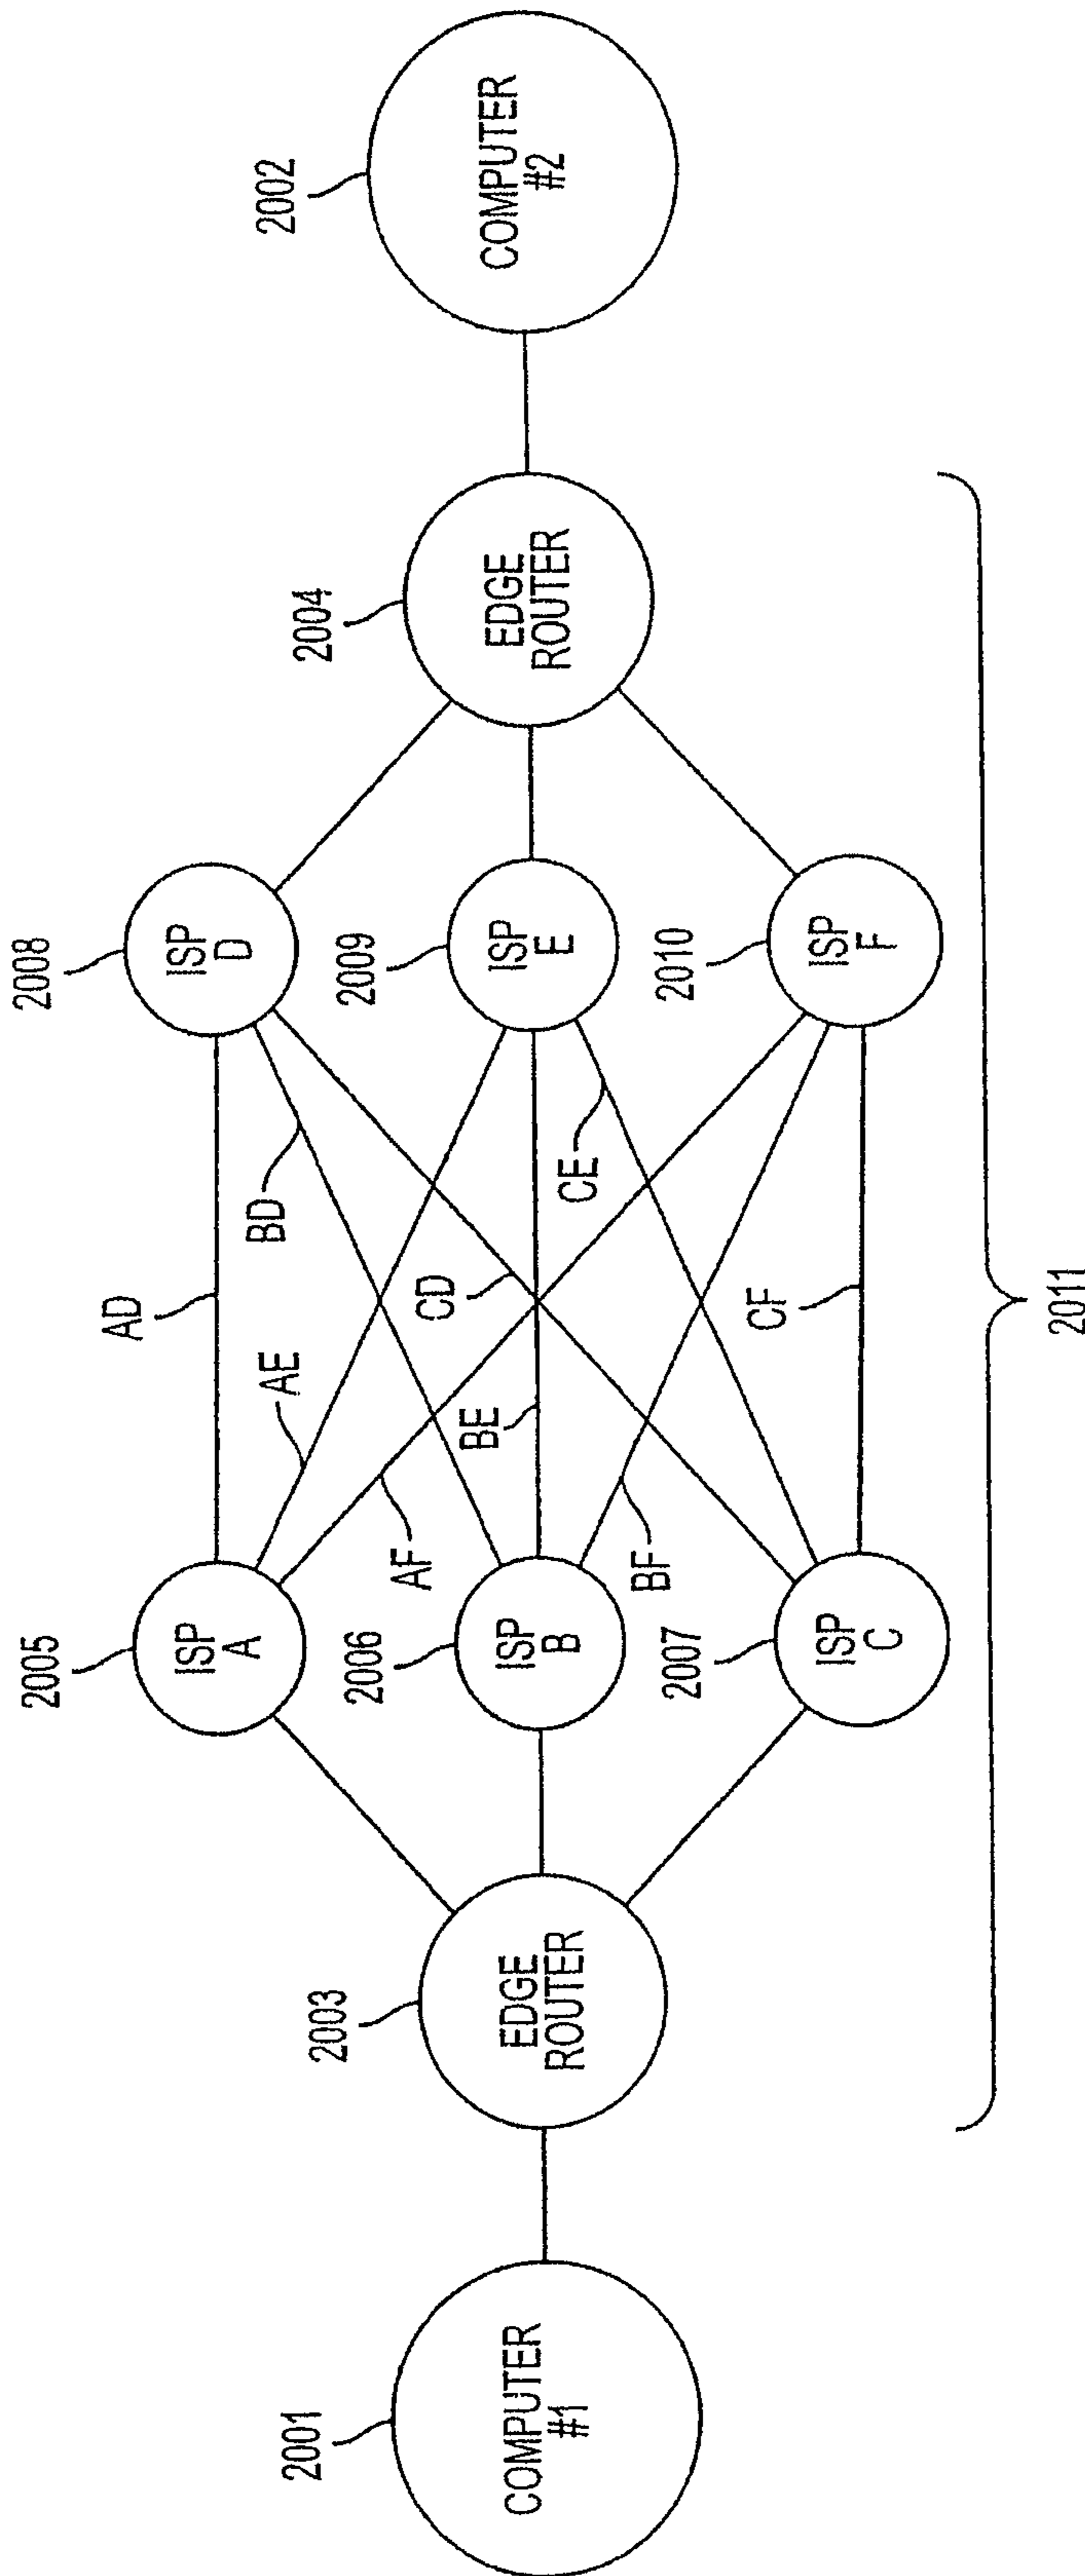 2001
COMPUTER
#1
2003
EDGE
ROUTER
2005
ISP
A
2006
ISP
B
2007
ISP
C
AD
AE
BD
AF
BE
CD
BF
CE
CF
2008
ISP
D
2009
ISP
E
2010
ISP
F
2004
EDGE
ROUTER
2002
COMPUTER
#2
2011